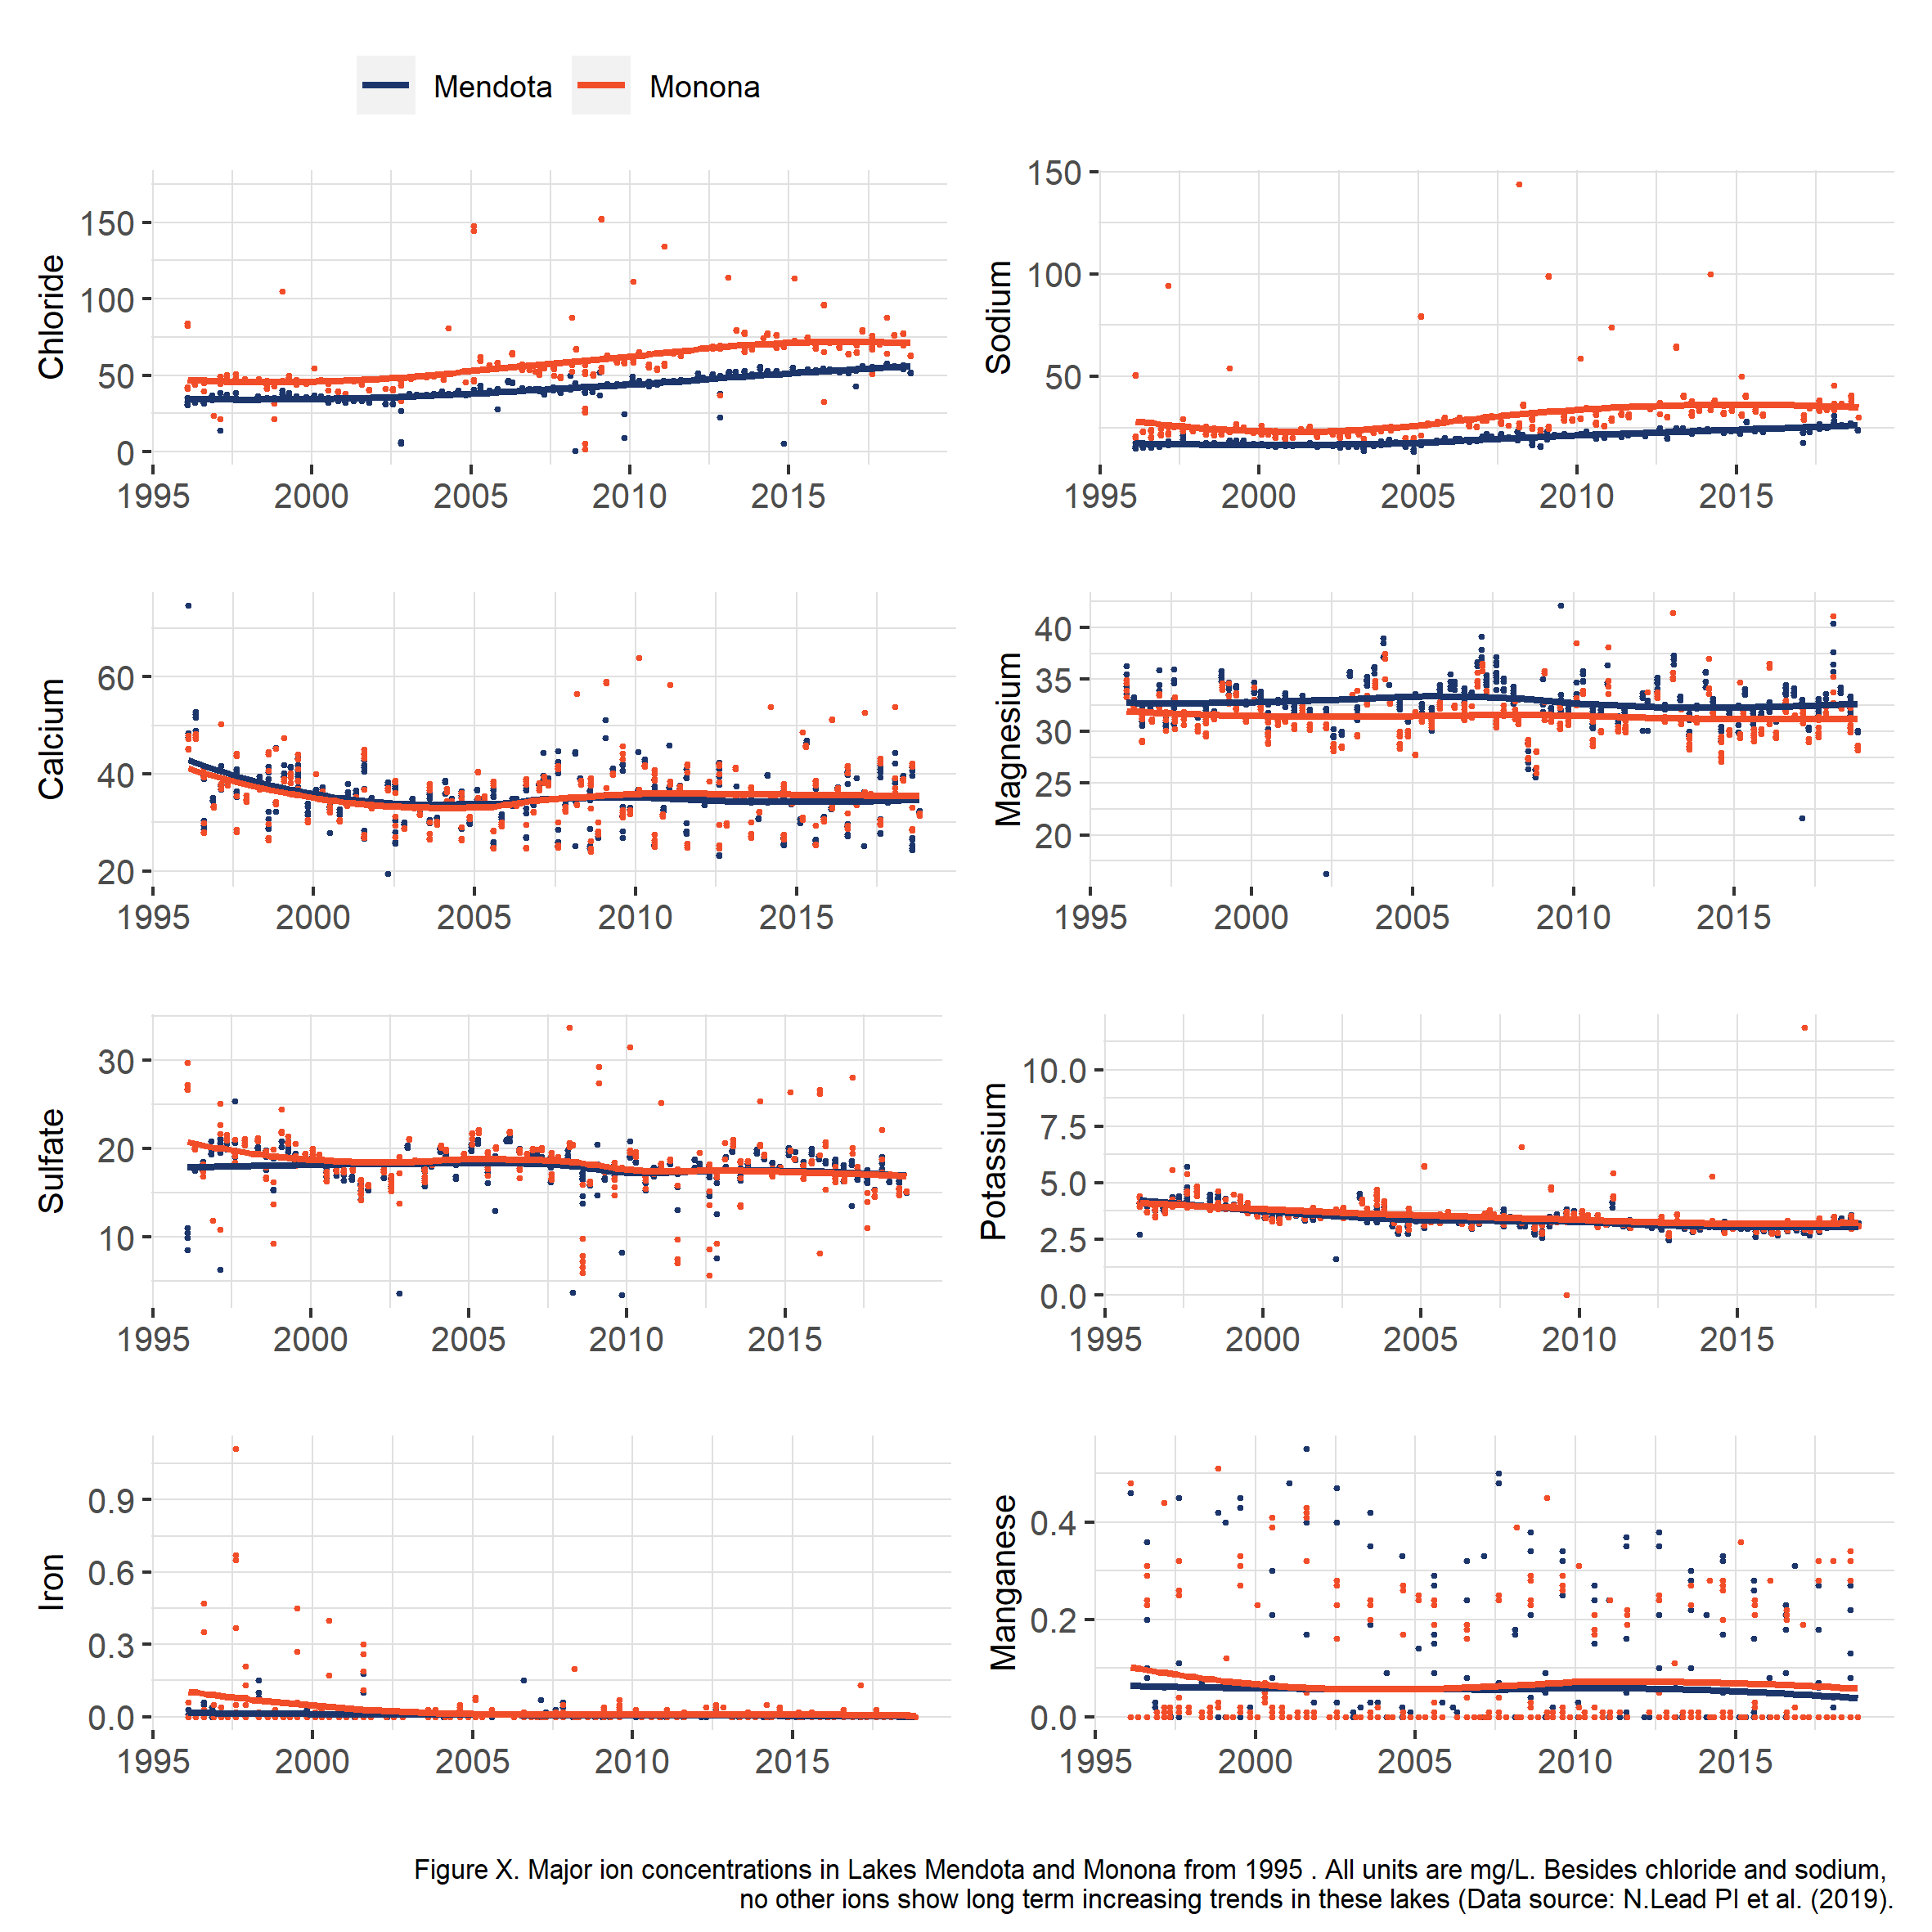 Mendota Monona
Chloride
150
100
50
0
1995 2000 2005 2010 2015
Sodium
150
100
50
1995 2000 2005 2010 2015
Calcium
60
40
20
1995 2000 2005 2010 2015
Magnesium
40
35
30
25
20
1995 2000 2005 2010 2015
Sulfate
30
20
10
1995 2000 2005 2010 2015
Potassium
10.0
7.5
5.0
2.5
0.0
1995 2000 2005 2010 2015
Iron
0.9
0.6
0.3
0.0
1995 2000 2005 2010 2015
Manganese
0.4
0.2
0.0
1995 2000 2005 2010 2015
Figure X. Major ion concentrations in Lakes Mendota and Monona from 1995 . All units are mg/L. Besides chloride and sodium,
no other ions show long term increasing trends in these lakes (Data source: N.Lead PI et al. (2019).